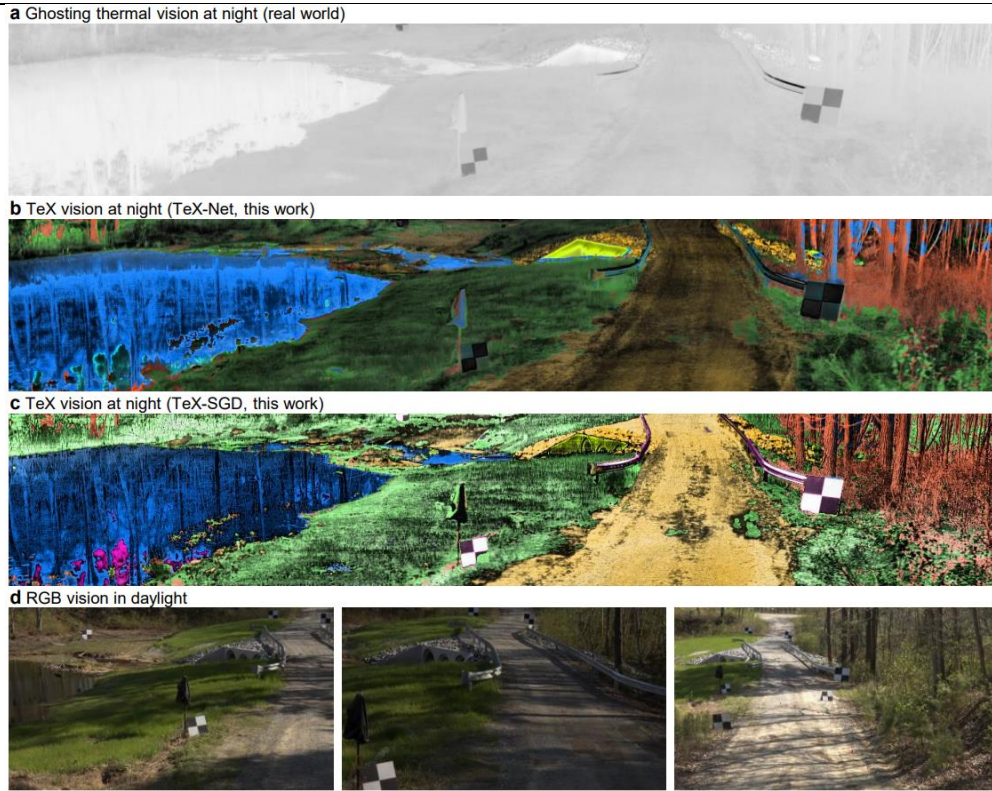 a Ghosting thermal vision at night (real world)
b TeX vision at night (TeX-Net, this work)
c TeX vision at night (TeX-SGD, this work)
d RGB vision in daylight